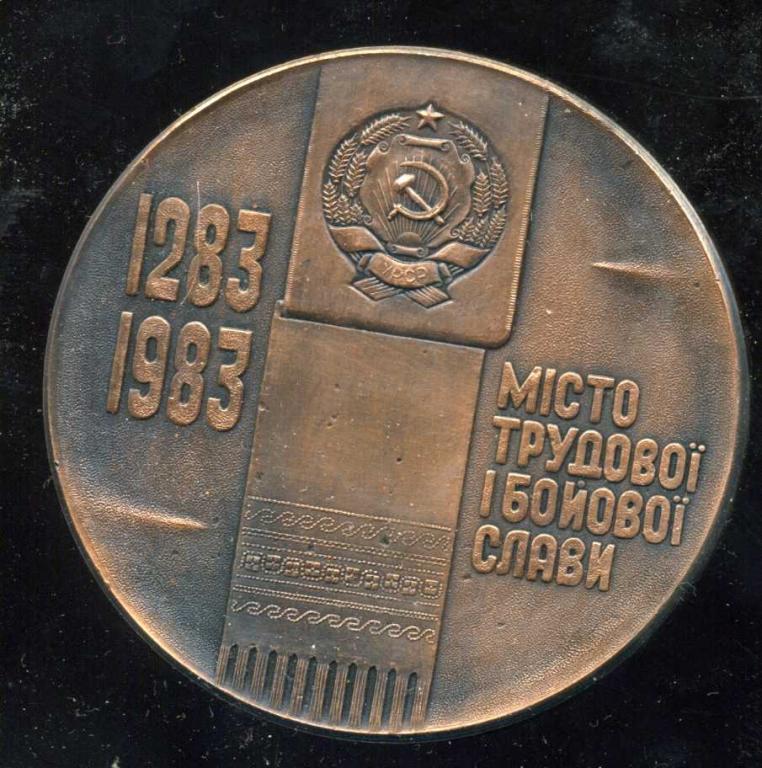 УРСР
1283
1983
МІСТО
ТРУДОВОЇ
І БОЙОВОЇ
СЛАВИ